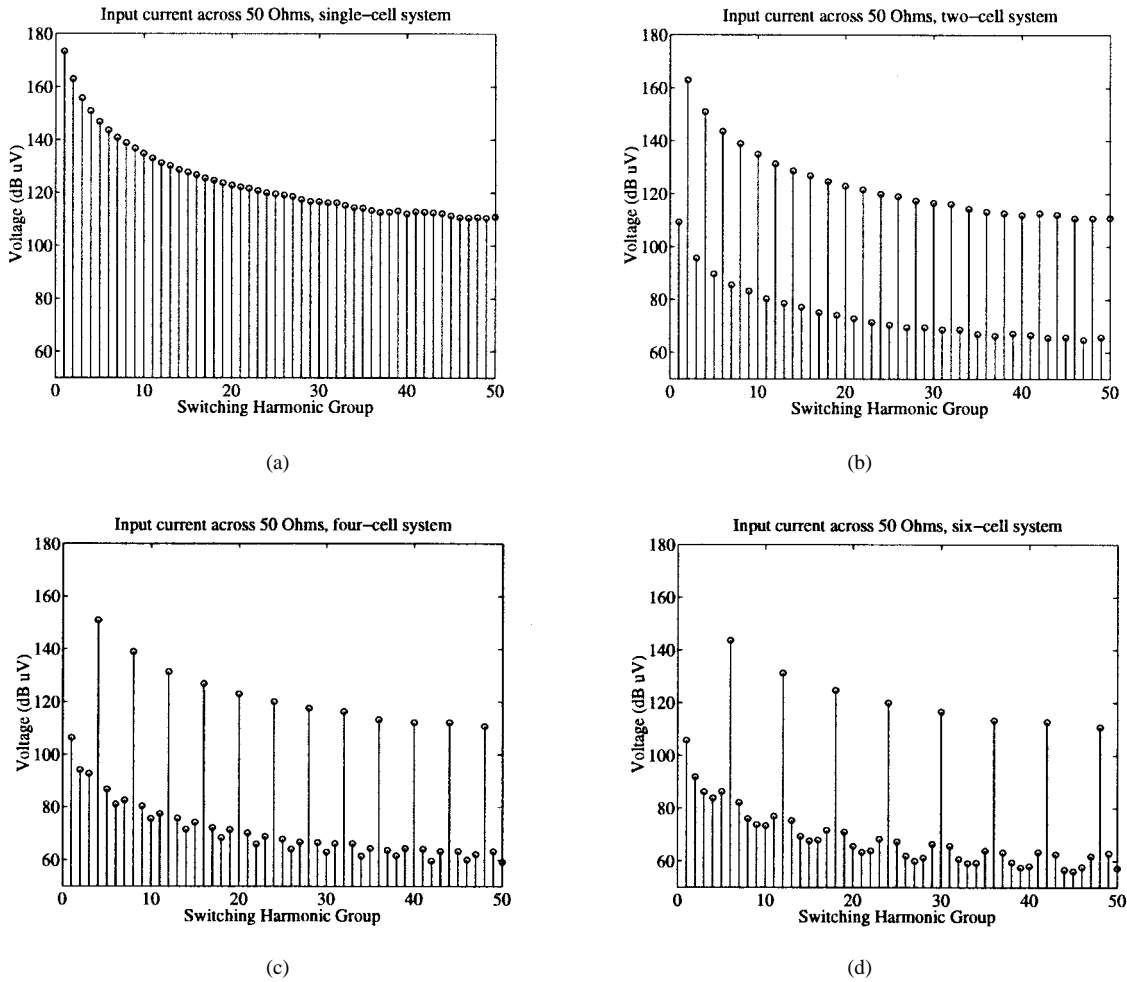 Input current across 50 Ohms, single-cell system
180
160
140
120
100
80
60
Voltage (dB uV)
0 10 20 30 40 50
Switching Harmonic Group
(a)
Input current across 50 Ohms, two-cell system
180
160
140
120
100
80
60
Voltage (dB uV)
0 10 20 30 40 50
Switching Harmonic Group
(b)
Input current across 50 Ohms, four-cell system
180
160
140
120
100
80
60
Voltage (dB uV)
0 10 20 30 40 50
Switching Harmonic Group
(c)
Input current across 50 Ohms, six-cell system
180
160
140
120
100
80
60
Voltage (dB uV)
0 10 20 30 40 50
Switching Harmonic Group
(d)